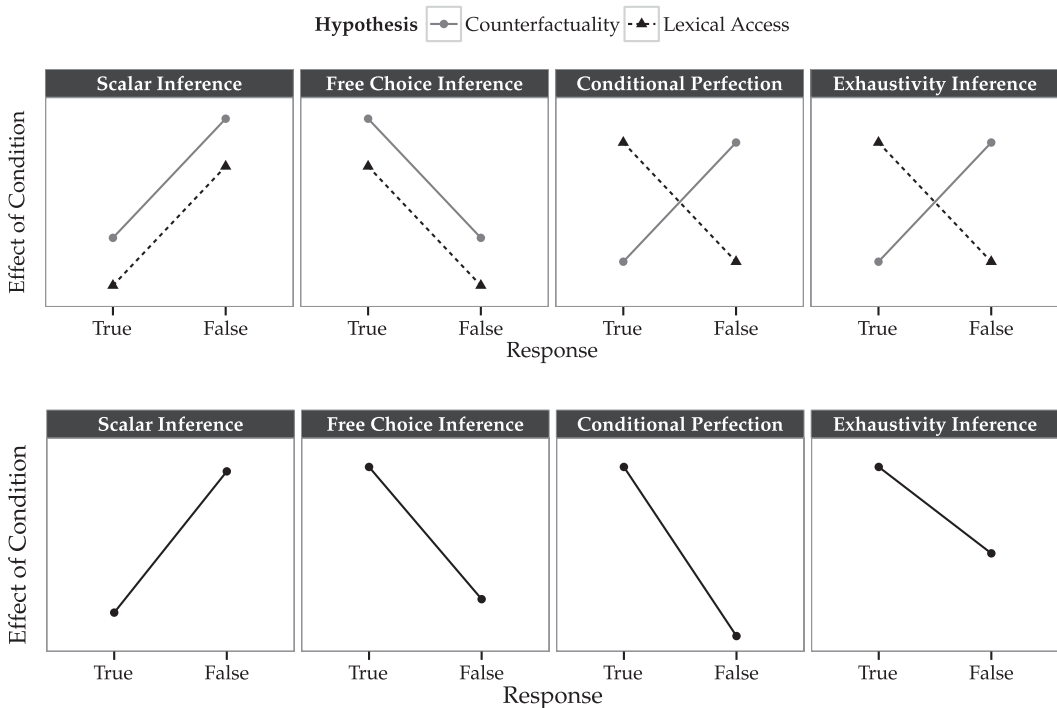 Hypothesis Counterfactuality Lexical Access
Scalar Inference Free Choice Inference Conditional Perfection Exhaustivity Inference
Effect of Condition
True False True False True False True False
Response
Scalar Inference Free Choice Inference Conditional Perfection Exhaustivity Inference
Effect of Condition
True False True False True False True False
Response